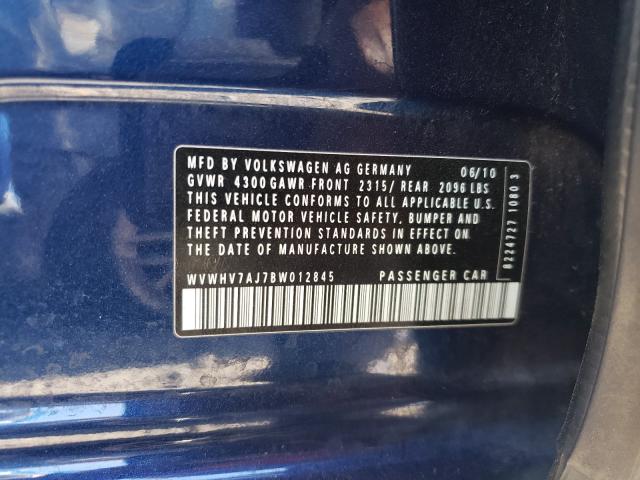 MFD BY VOLKSWAGEN AG GERMANY 06/10
GVWR 4300 GAWR FRONT 2315/ REAR 2096 LBS
THIS VEHICLE CONFORMS TO ALL APPLICABLE U.S.
FEDERAL MOTOR VEHICLE SAFETY, BUMPER AND
THEFT PREVENTION STANDARDS IN EFFECT ON
THE DATE OF MANUFACTURE SHOWN ABOVE.
WVWHV7AJ7BW012845 PASSENGER CAR
8224727 1080 3